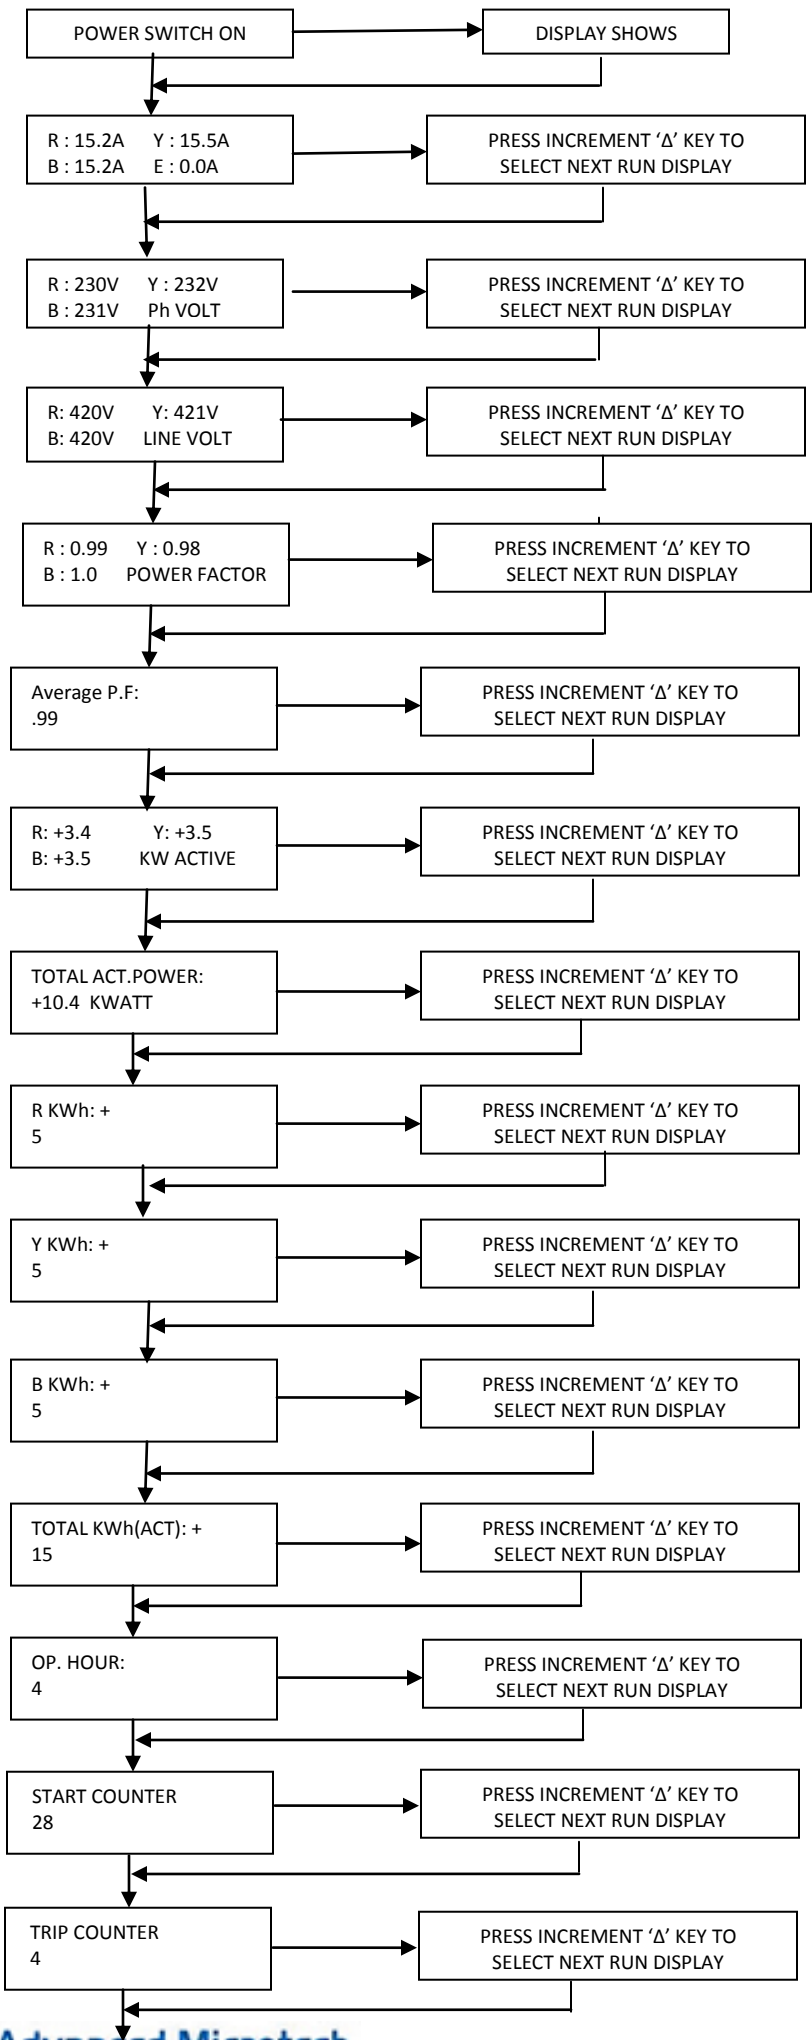 POWER SWITCH ON
DISPLAY SHOWS
R : 15.2A Y : 15.5A
B : 15.2A E : 0.0A
PRESS INCREMENT ‘Δ’ KEY TO
SELECT NEXT RUN DISPLAY
R : 230V Y : 232V
B : 231V Ph VOLT
PRESS INCREMENT ‘Δ’ KEY TO
SELECT NEXT RUN DISPLAY
R: 420V Y: 421V
B: 420V LINE VOLT
PRESS INCREMENT ‘Δ’ KEY TO
SELECT NEXT RUN DISPLAY
R : 0.99 Y : 0.98
B : 1.0 POWER FACTOR
PRESS INCREMENT ‘Δ’ KEY TO
SELECT NEXT RUN DISPLAY
Average P.F:
.99
PRESS INCREMENT ‘Δ’ KEY TO
SELECT NEXT RUN DISPLAY
R: +3.4 Y: +3.5
B: +3.5 KW ACTIVE
PRESS INCREMENT ‘Δ’ KEY TO
SELECT NEXT RUN DISPLAY
TOTAL ACT.POWER:
+10.4 KWATT
PRESS INCREMENT ‘Δ’ KEY TO
SELECT NEXT RUN DISPLAY
R KWh: +
5
PRESS INCREMENT ‘Δ’ KEY TO
SELECT NEXT RUN DISPLAY
Y KWh: +
5
PRESS INCREMENT ‘Δ’ KEY TO
SELECT NEXT RUN DISPLAY
B KWh: +
5
PRESS INCREMENT ‘Δ’ KEY TO
SELECT NEXT RUN DISPLAY
TOTAL KWh(ACT): +
15
PRESS INCREMENT ‘Δ’ KEY TO
SELECT NEXT RUN DISPLAY
OP. HOUR:
4
PRESS INCREMENT ‘Δ’ KEY TO
SELECT NEXT RUN DISPLAY
START COUNTER
28
PRESS INCREMENT ‘Δ’ KEY TO
SELECT NEXT RUN DISPLAY
TRIP COUNTER
4
PRESS INCREMENT ‘Δ’ KEY TO
SELECT NEXT RUN DISPLAY